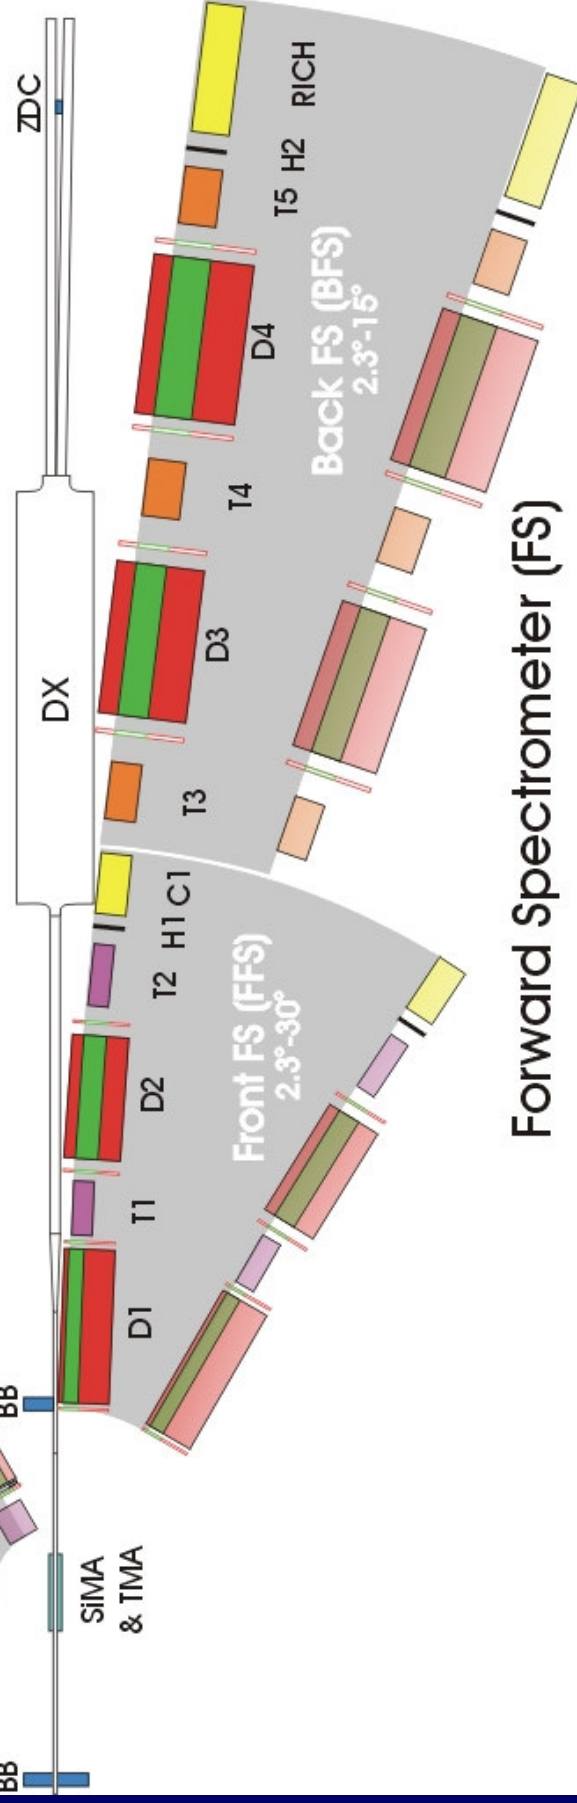 ZDC
RICH
H2
T5
D4
Back FS (BFS)
2.3°-15°
T4
D3
DX
T3
C1
H1
T2
Front FS (FFS)
2.3°-30°
D2
T1
D1
Forward Spectrometer (FS)
BB
SiMA
& TMA
BB